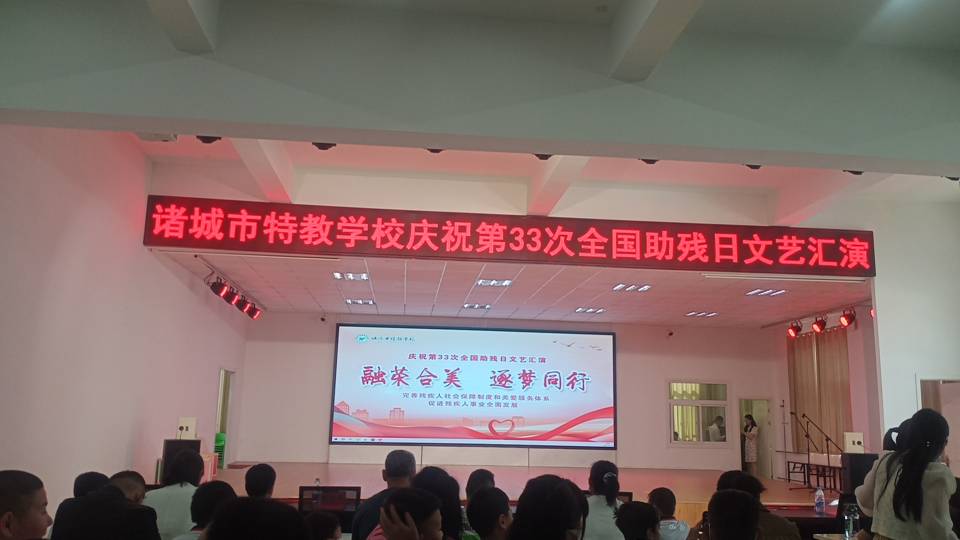 诸城市特教学校庆祝第33次全国助残日文艺汇演
庆祝第33次全国助残日文艺汇演
融荣合美 逐梦同行
完善残疾人社会保障制度和关爱服务体系
促进残疾人事业全面发展